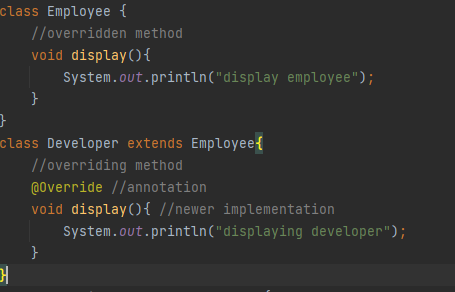 class Employee {
    //overridden method
    void display(){
        System.out.println("display employee");
    }
}
class Developer extends Employee{
    //overriding method
    @Override //annotation
    void display(){ //newer implementation
        System.out.println("displaying developer");
    }
}